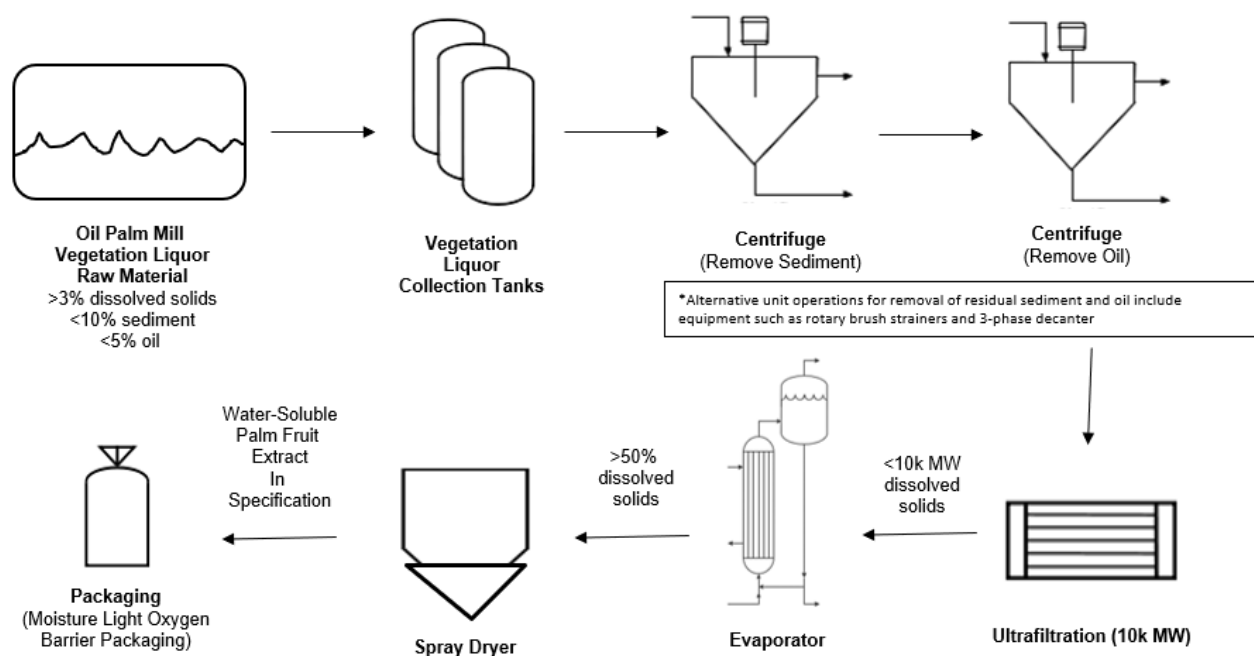 Oil Palm Mill
Vegetation Liquor
Raw Material
>3% dissolved solids
<10% sediment
<5% oil
Vegetation
Liquor
Collection Tanks
Centrifuge
(Remove Sediment)
Centrifuge
(Remove Oil)
*Alternative unit operations for removal of residual sediment and oil include
equipment such as rotary brush strainers and 3-phase decanter
Ultrafiltration (10k MW)
<10k MW
dissolved
solids
Evaporator
>50%
dissolved
solids
Spray Dryer
Water-Soluble
Palm Fruit
Extract
In
Specification
Packaging
(Moisture Light Oxygen
Barrier Packaging)